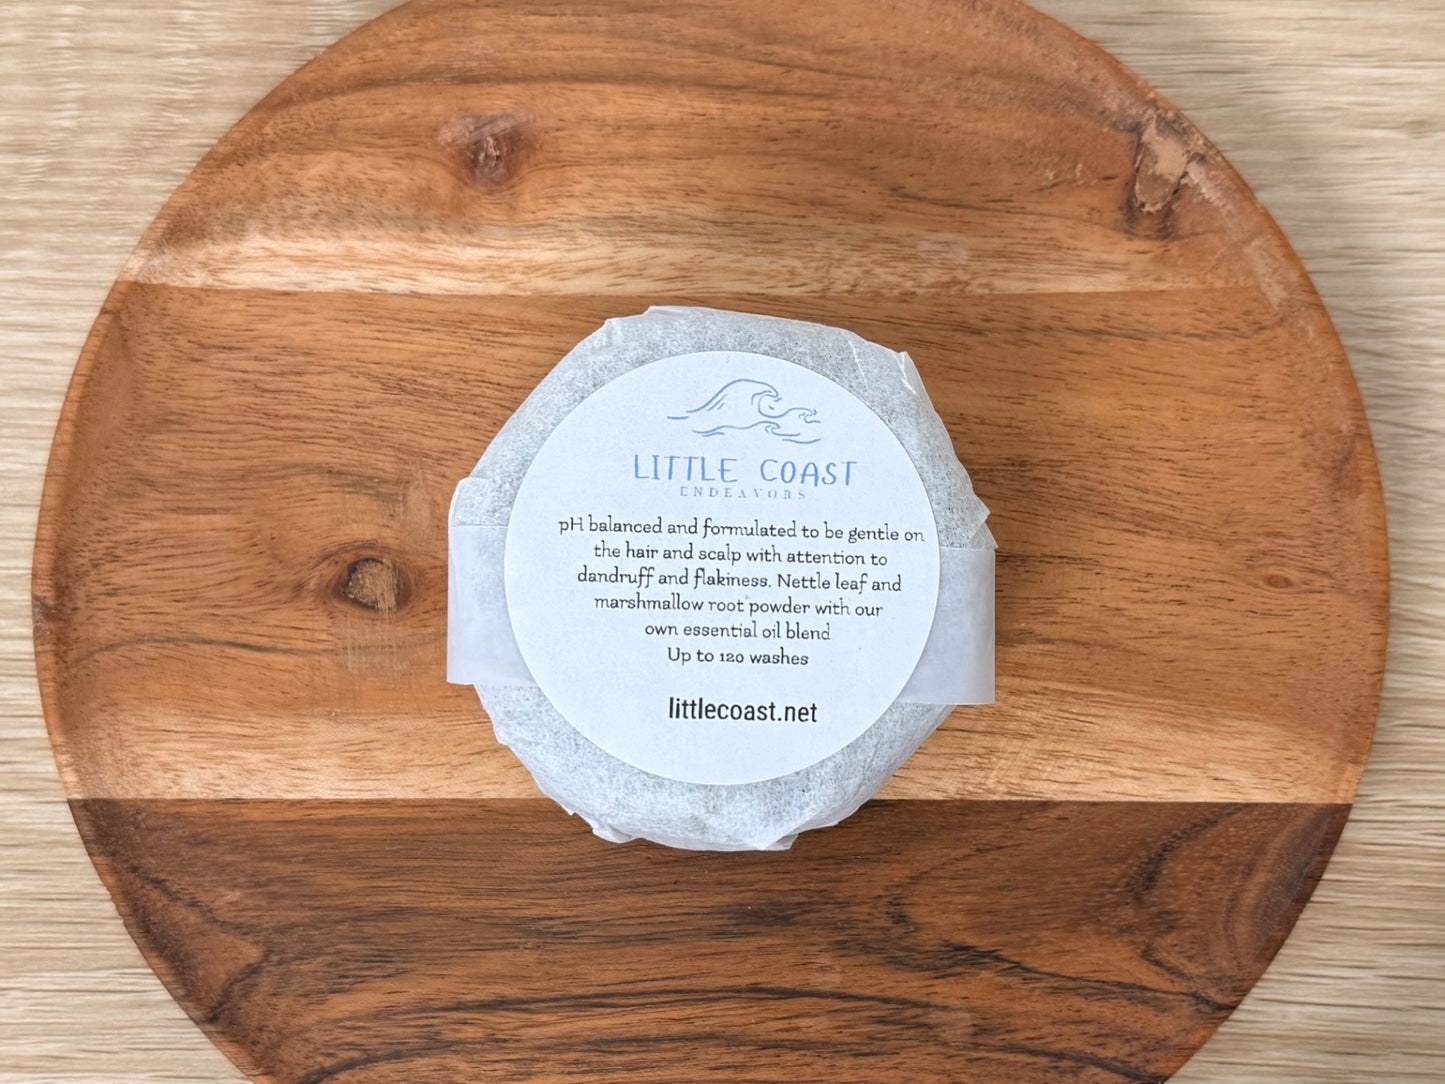 LITTLE COAST
ENDEAVORS
pH balanced and formulated to be gentle on
the hair and scalp with attention to
dandruff and flakiness. Nettle leaf and
marshmallow root powder with our
own essential oil blend
Up to 120 washes
littlecoast.net